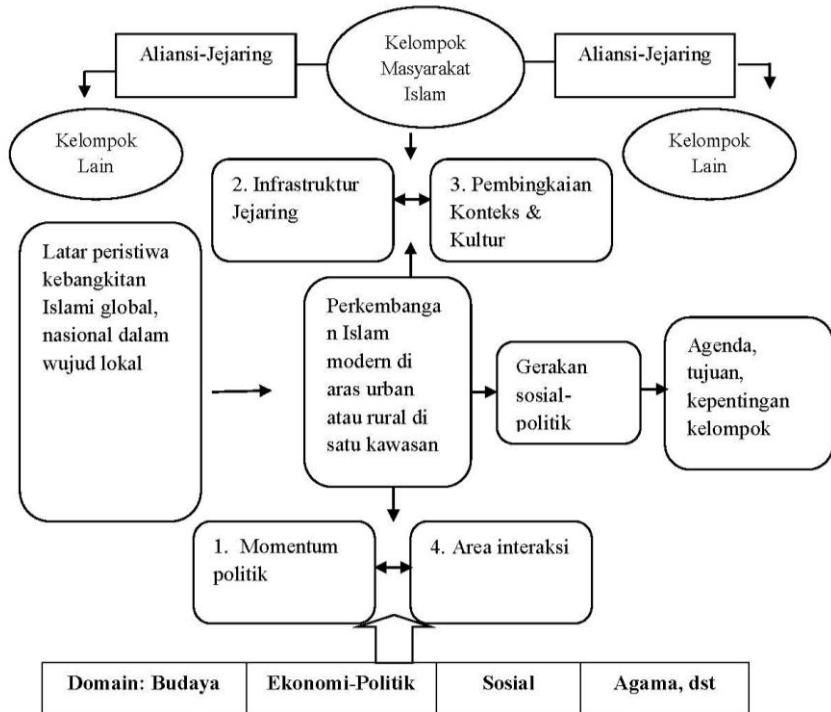 Aliansi-Jejaring
Kelompok
Masyarakat
Islam
Aliansi-Jejaring
Kelompok
Lain
Kelompok
Lain
2. Infrastruktur
Jejaring
3. Pembingkaian
Konteks &
Kultur
Latar peristiwa
kebangkitan
Islami global,
nasional dalam
wujud lokal
Perkembanga
n Islam
modern di
aras urban
atau rural di
satu kawasan
Gerakan
sosial-
politik
Agenda,
tujuan,
kepentingan
kelompok
1. Momentum
politik
4. Area interaksi
Domain: Budaya
Ekonomi-Politik
Sosial
Agama, dst